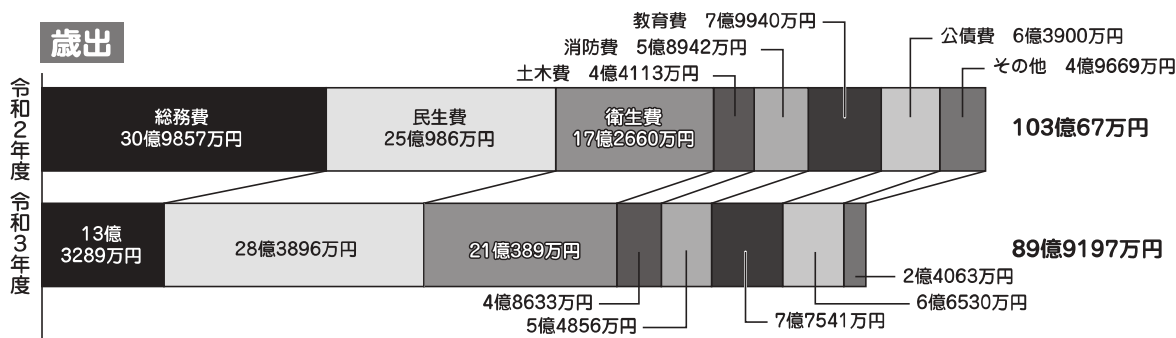 歳出
教育費　7億9940万円
消防費　5億8942万円
土木費　4億4113万円
公債費　6億3900万円
その他　4億9669万円
令和2年度
総務費
30億9857万円
民生費
25億986万円
衛生費
17億2660万円
103億67万円
令和3年度
13億
3289万円
28億3896万円
21億389万円
89億9197万円
4億8633万円
5億4856万円
7億7541万円
6億6530万円
2億4063万円